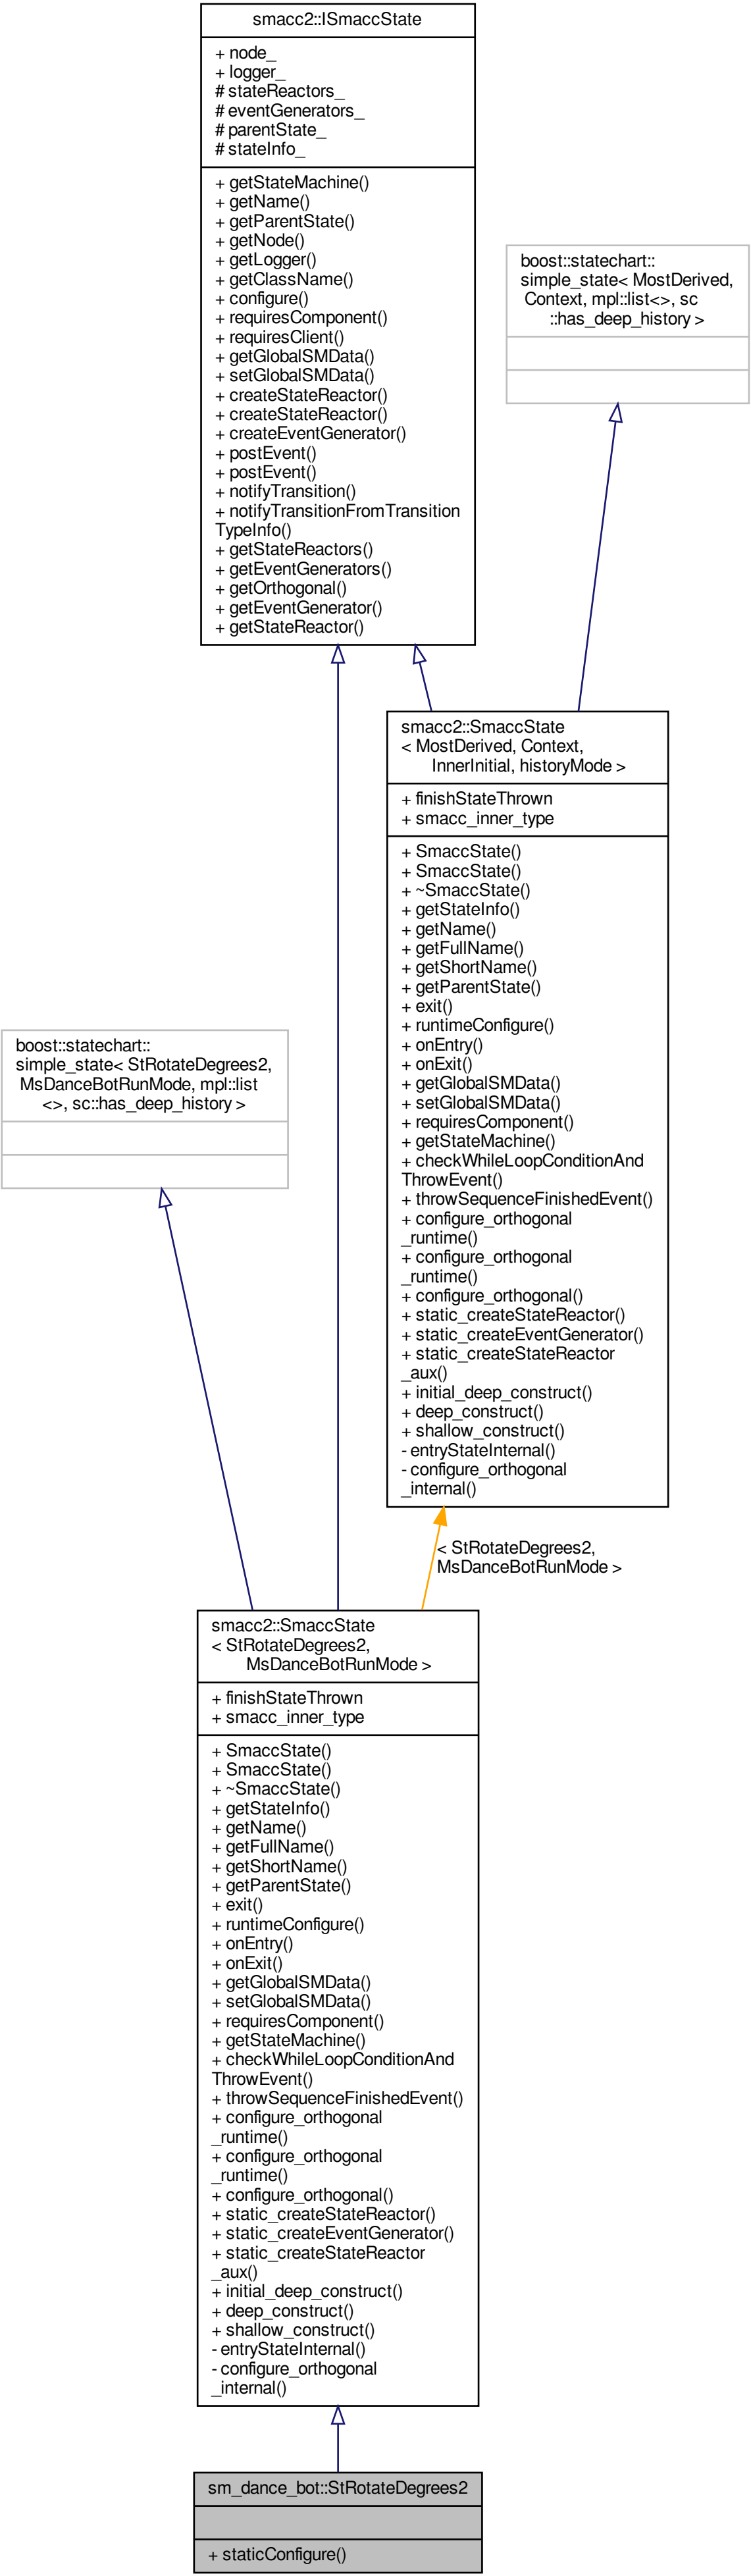 smacc2::ISmaccState
+ node_
+ logger_
# stateReactors_
# eventGenerators_
# parentState_
# stateInfo_
+ getStateMachine()
+ getName()
+ getParentState()
+ getNode()
+ getLogger()
+ getClassName()
+ configure()
+ requiresComponent()
+ requiresClient()
+ getGlobalSMData()
+ setGlobalSMData()
+ createStateReactor()
+ createStateReactor()
+ createEventGenerator()
+ postEvent()
+ postEvent()
+ notifyTransition()
+ notifyTransitionFromTransition
TypeInfo()
+ getStateReactors()
+ getEventGenerators()
+ getOrthogonal()
+ getEventGenerator()
+ getStateReactor()
boost::statechart::
simple_state< MostDerived,
Context, mpl::list<>, sc
::has_deep_history >
smacc2::SmaccState
< MostDerived, Context,
InnerInitial, historyMode >
+ finishStateThrown
+ smacc_inner_type
+ SmaccState()
+ SmaccState()
+ ~SmaccState()
+ getStateInfo()
+ getName()
+ getFullName()
+ getShortName()
+ getParentState()
+ exit()
+ runtimeConfigure()
+ onEntry()
+ onExit()
+ getGlobalSMData()
+ setGlobalSMData()
+ requiresComponent()
+ getStateMachine()
+ checkWhileLoopConditionAnd
ThrowEvent()
+ throwSequenceFinishedEvent()
+ configure_orthogonal
_runtime()
+ configure_orthogonal
_runtime()
+ configure_orthogonal()
+ static_createStateReactor()
+ static_createEventGenerator()
+ static_createStateReactor
_aux()
+ initial_deep_construct()
+ deep_construct()
+ shallow_construct()
- entryStateInternal()
- configure_orthogonal
_internal()
boost::statechart::
simple_state< StRotateDegrees2,
MsDanceBotRunMode, mpl::list
<>, sc::has_deep_history >
< StRotateDegrees2,
MsDanceBotRunMode >
smacc2::SmaccState
< StRotateDegrees2,
MsDanceBotRunMode >
+ finishStateThrown
+ smacc_inner_type
+ SmaccState()
+ SmaccState()
+ ~SmaccState()
+ getStateInfo()
+ getName()
+ getFullName()
+ getShortName()
+ getParentState()
+ exit()
+ runtimeConfigure()
+ onEntry()
+ onExit()
+ getGlobalSMData()
+ setGlobalSMData()
+ requiresComponent()
+ getStateMachine()
+ checkWhileLoopConditionAnd
ThrowEvent()
+ throwSequenceFinishedEvent()
+ configure_orthogonal
_runtime()
+ configure_orthogonal
_runtime()
+ configure_orthogonal()
+ static_createStateReactor()
+ static_createEventGenerator()
+ static_createStateReactor
_aux()
+ initial_deep_construct()
+ deep_construct()
+ shallow_construct()
- entryStateInternal()
- configure_orthogonal
_internal()
sm_dance_bot::StRotateDegrees2
+ staticConfigure()